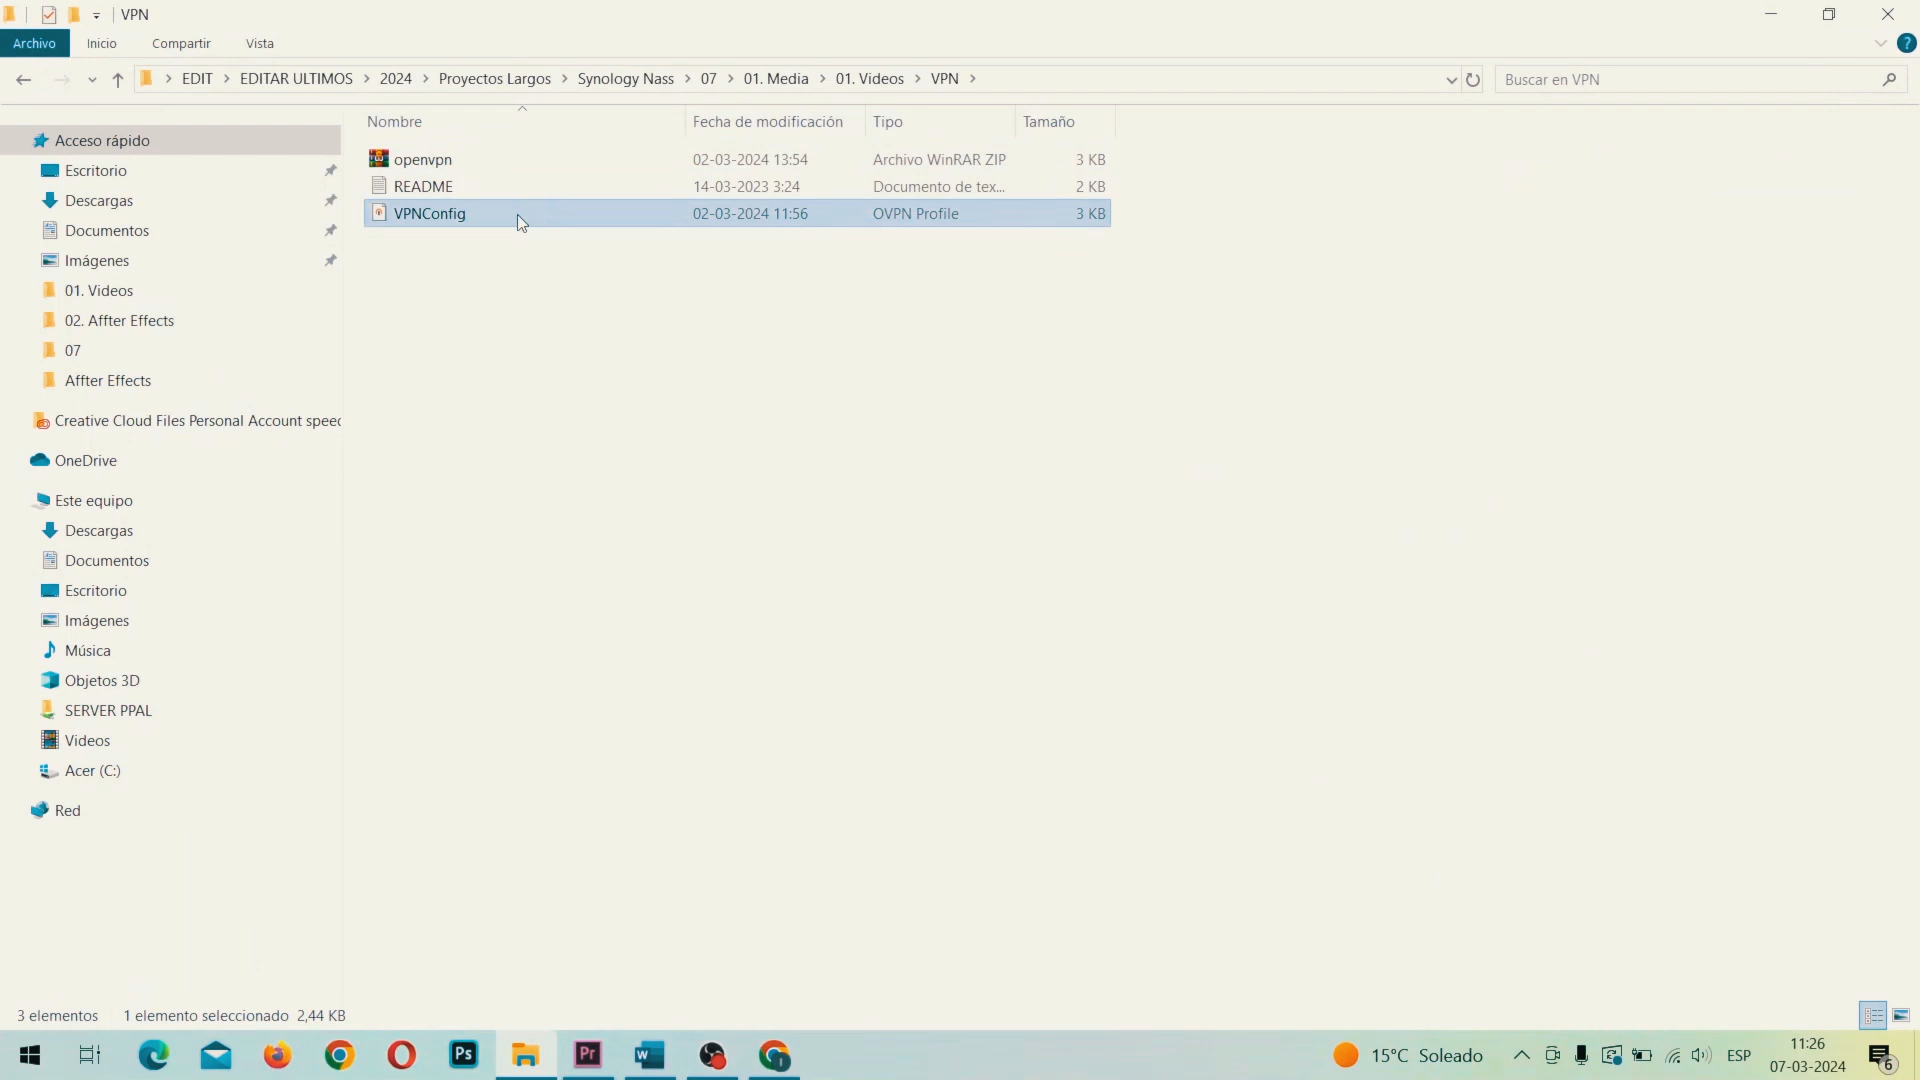 VPN
Archivo Inicio Compartir Vista ?
EDIT EDITAR ULTIMOS 2024 Proyectos Largos Synology Nass 07 01. Media 01. Videos VPN Buscar en VPN
Nombre Fecha de modificación Tipo Tamaño
Acceso rápido
Escritorio
Descargas
Documentos
Imágenes
01. Videos
02. Affter Effects
07
Affter Effects
Creative Cloud Files Personal Account speed
OneDrive
Este equipo
Descargas
Documentos
Escritorio
Imágenes
Música
Objetos 3D
SERVER PPAL
Videos
Acer (C:)
Red
openvpn 02-03-2024 13:54 Archivo WinRAR ZIP 3 KB
README 14-03-2023 3:24 Documento de tex... 2 KB
VPNConfig 02-03-2024 11:56 OVPN Profile 3 KB
3 elementos 1 elemento seleccionado 2,44 KB
Ps Pr W 15°C Soleado ESP 11:26
07-03-2024 6